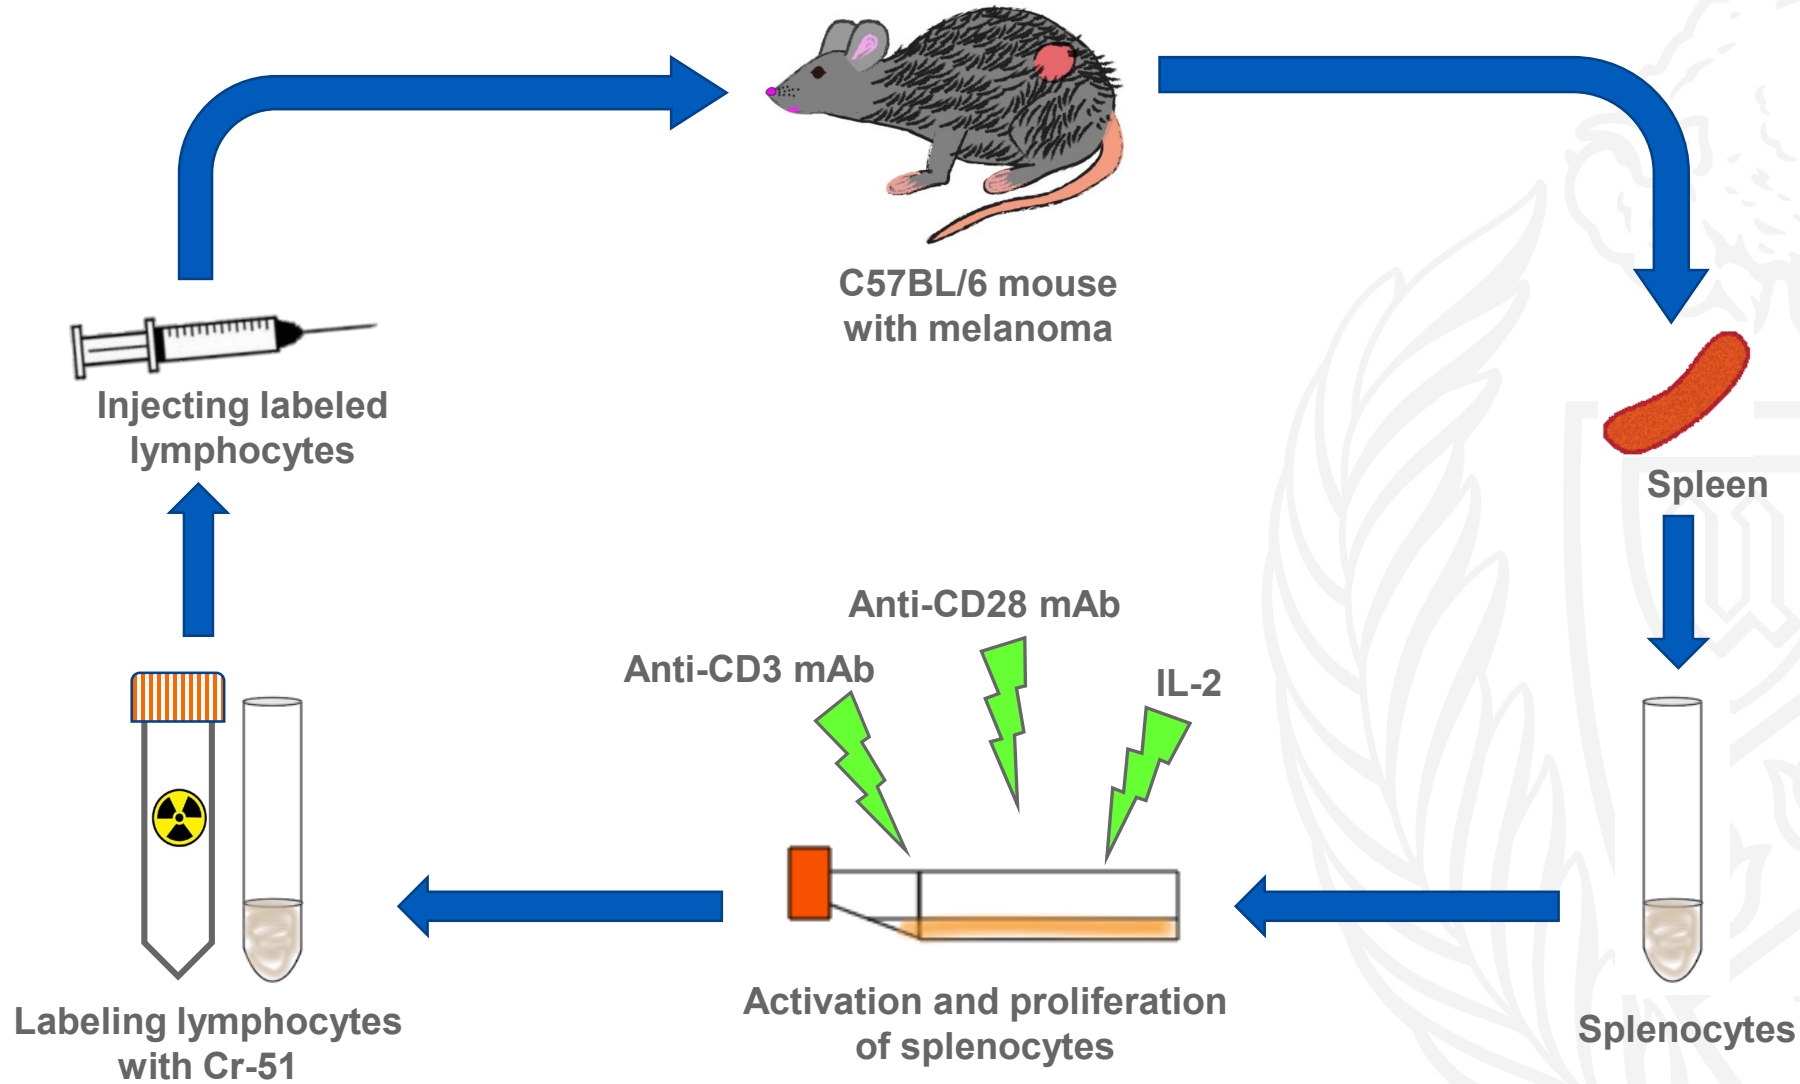 C57BL/6 mouse
with melanoma
Injecting labeled
lymphocytes
Spleen
Anti-CD28 mAb
Anti-CD3 mAb
IL-2
Labeling lymphocytes
with Cr-51
Activation and proliferation
of splenocytes
Splenocytes